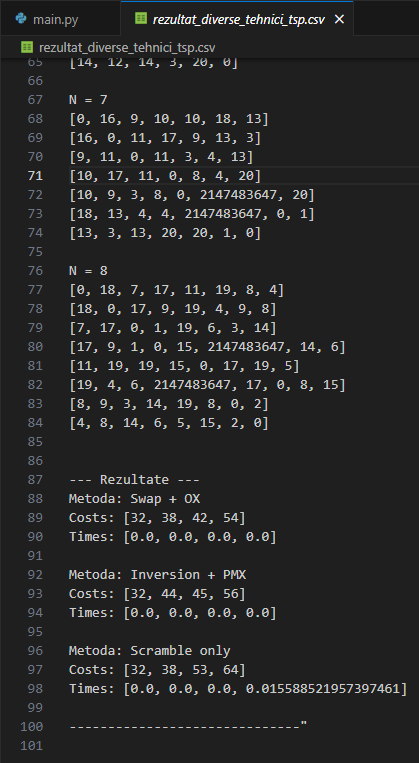 main.py
rezultat_diverse_tehnici_tsp.csv
rezultat_diverse_tehnici_tsp.csv
65 [14, 12, 14, 3, 20, 0]
66
67 N = 7
68 [0, 16, 9, 10, 10, 18, 13]
69 [16, 0, 11, 17, 9, 13, 3]
70 [9, 11, 0, 11, 3, 4, 13]
71 [10, 17, 11, 0, 8, 4, 20]
72 [10, 9, 3, 8, 0, 2147483647, 20]
73 [18, 13, 4, 4, 2147483647, 0, 1]
74 [13, 3, 13, 20, 20, 1, 0]
75
76 N = 8
77 [0, 18, 7, 17, 11, 19, 8, 4]
78 [18, 0, 17, 9, 19, 4, 9, 8]
79 [7, 17, 0, 1, 19, 6, 3, 14]
80 [17, 9, 1, 0, 15, 2147483647, 14, 6]
81 [11, 19, 19, 15, 0, 17, 19, 5]
82 [19, 4, 6, 2147483647, 17, 0, 8, 15]
83 [8, 9, 3, 14, 19, 8, 0, 2]
84 [4, 8, 14, 6, 5, 15, 2, 0]
85
86
87 --- Rezultate ---
88 Metoda: Swap + OX
89 Costs: [32, 38, 42, 54]
90 Times: [0.0, 0.0, 0.0, 0.0]
91
92 Metoda: Inversion + PMX
93 Costs: [32, 44, 45, 56]
94 Times: [0.0, 0.0, 0.0, 0.0]
95
96 Metoda: Scramble only
97 Costs: [32, 38, 53, 64]
98 Times: [0.0, 0.0, 0.0, 0.015588521957397461]
99
100 ------------------------------"
101